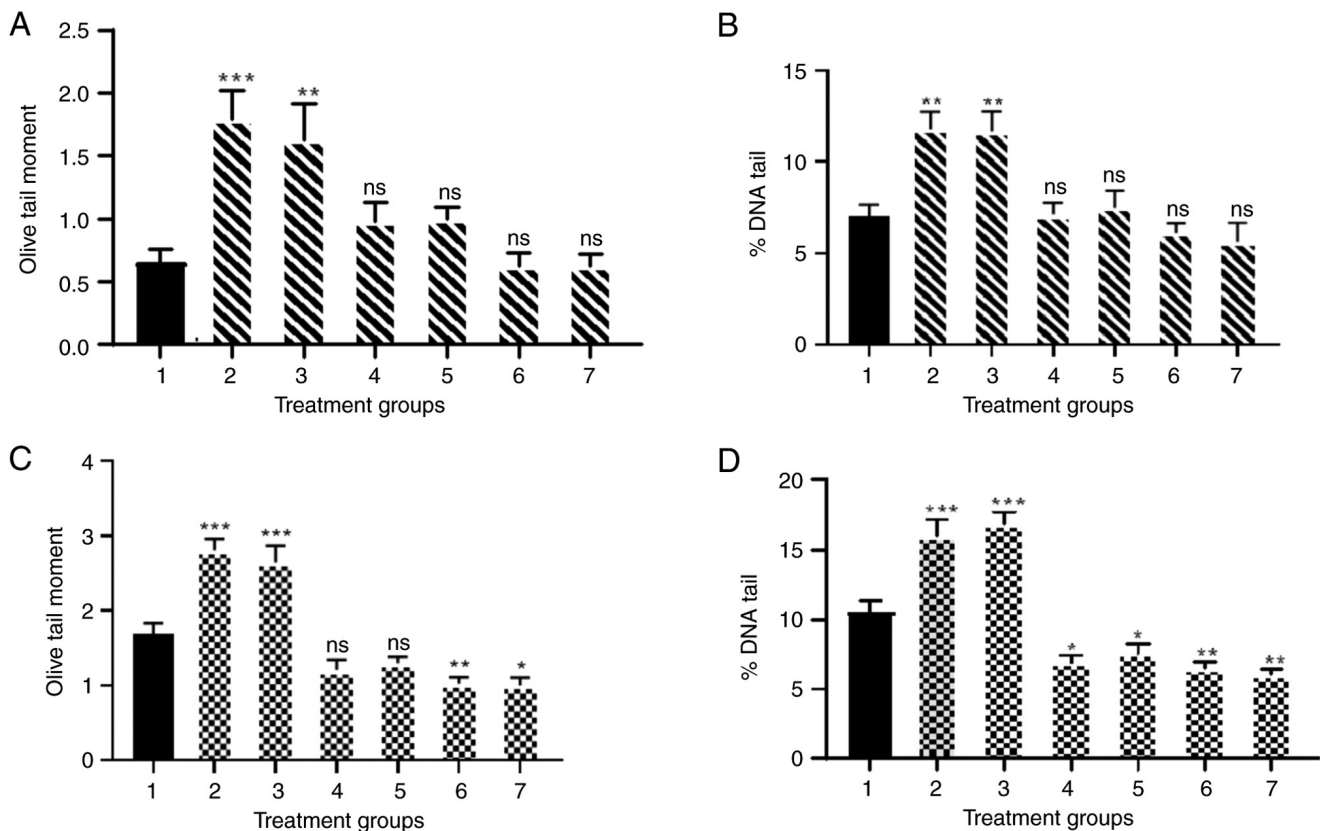 A
Olive tail moment
2.5
2.0
1.5
1.0
0.5
0.0
***
**
ns
ns
ns
ns
1 2 3 4 5 6 7
Treatment groups
B
% DNA tail
15
10
5
0
**
**
ns
ns
ns
ns
1 2 3 4 5 6 7
Treatment groups
C
Olive tail moment
4
3
2
1
0
***
***
ns
ns
**
*
1 2 3 4 5 6 7
Treatment groups
D
% DNA tail
20
15
10
5
0
***
***
*
*
**
**
1 2 3 4 5 6 7
Treatment groups